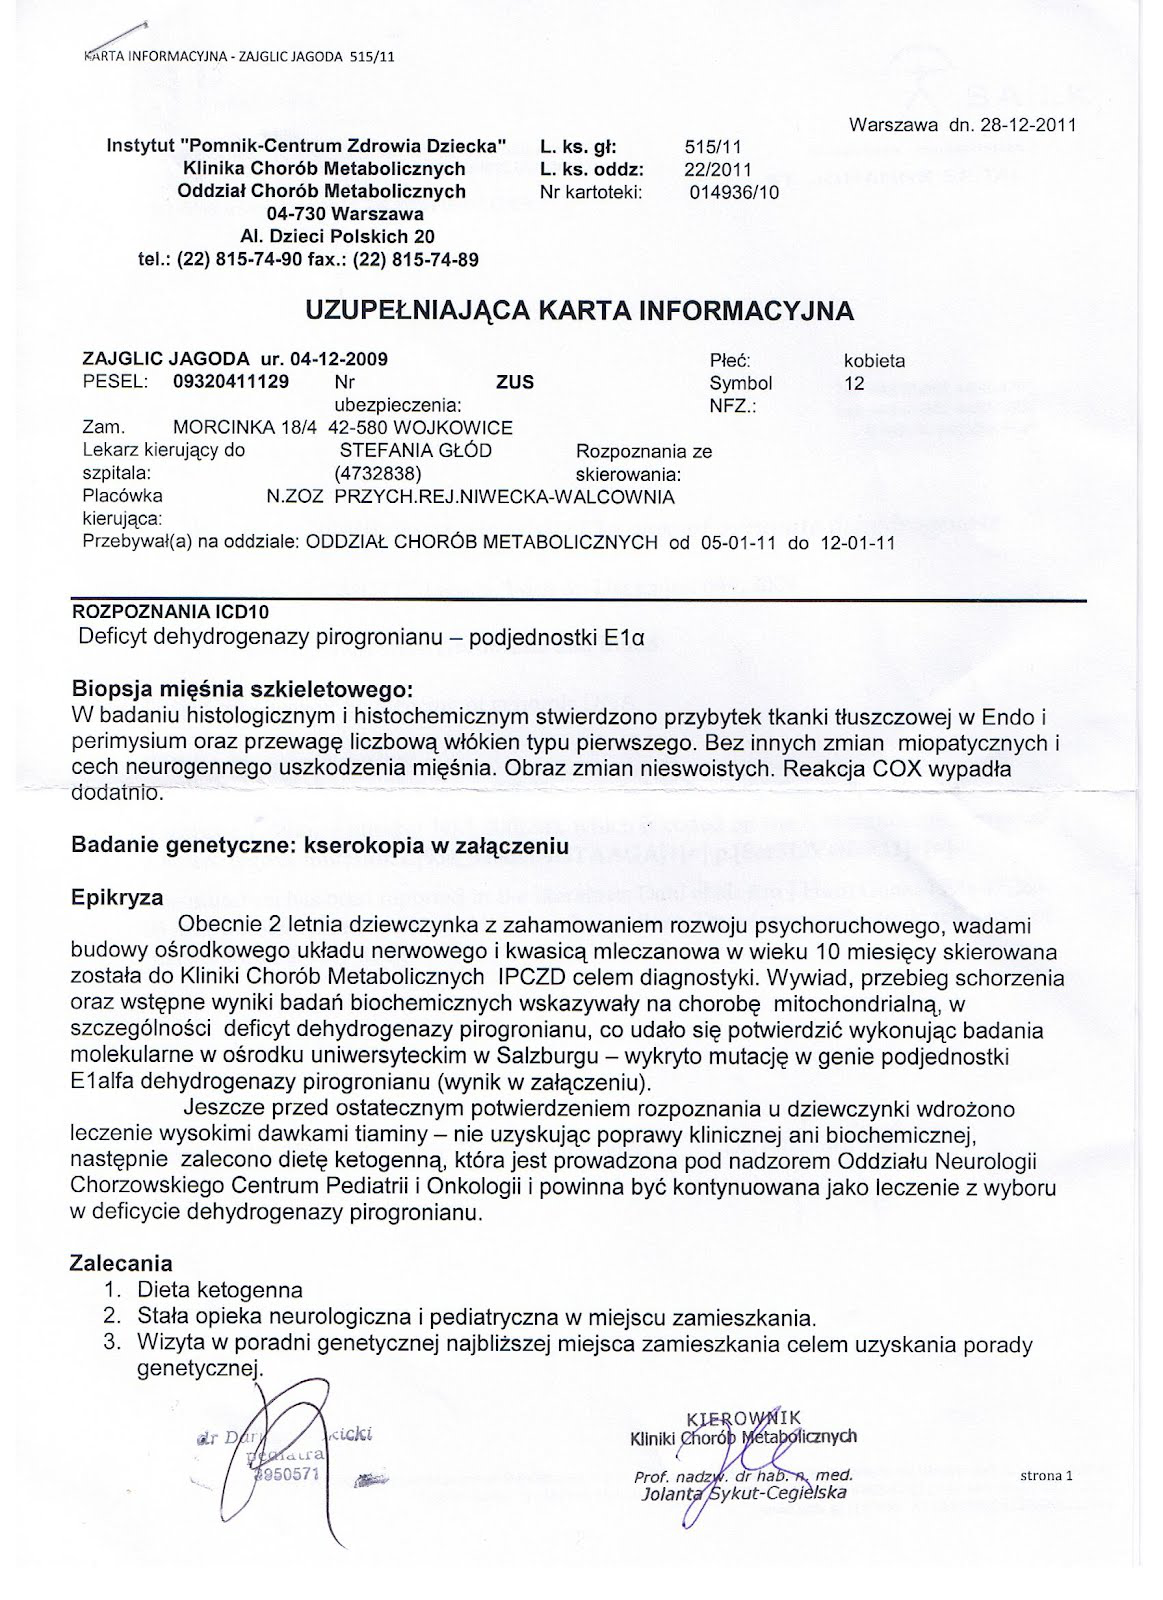 KARTA INFORMACYJNA - ZAJGLIC JAGODA 515/11
Warszawa dn. 28-12-2011
Instytut "Pomnik-Centrum Zdrowia Dziecka" L. ks. gł: 515/11
Klinika Chorób Metabolicznych L. ks. oddz: 22/2011
Oddział Chorób Metabolicznych Nr kartoteki: 014936/10
04-730 Warszawa
Al. Dzieci Polskich 20
tel.: (22) 815-74-90 fax.: (22) 815-74-89
UZUPEŁNIAJĄCA KARTA INFORMACYJNA
ZAJGLIC JAGODA ur. 04-12-2009 Płeć: kobieta
PESEL: 09320411129 Nr ZUS Symbol 12
ubezpieczenia: NFZ.:
Zam. MORCINKA 18/4 42-580 WOJKOWICE
Lekarz kierujący do STEFANIA GŁÓD Rozpoznania ze
szpitala: (4732838) skierowania:
Placówka N.ZOZ PRZYCH.REJ.NIWECKA-WALCOWNIA
kierująca:
Przebywał(a) na oddziale: ODDZIAŁ CHORÓB METABOLICZNYCH od 05-01-11 do 12-01-11
ROZPOZNANIA ICD10
Deficyt dehydrogenazy pirogronianu – podjednostki E1α
Biopsja mięśnia szkieletowego:
W badaniu histologicznym i histochemicznym stwierdzono przybytek tkanki tłuszczowej w Endo i
perimysium oraz przewagę liczbową włókien typu pierwszego. Bez innych zmian miopatycznych i
cech neurogennego uszkodzenia mięśnia. Obraz zmian nieswoistych. Reakcja COX wypadła
dodatnio.
Badanie genetyczne: kserokopia w załączeniu
Epikryza
Obecnie 2 letnia dziewczynka z zahamowaniem rozwoju psychoruchowego, wadami
budowy ośrodkowego układu nerwowego i kwasicą mleczanowa w wieku 10 miesięcy skierowana
została do Kliniki Chorób Metabolicznych IPCZD celem diagnostyki. Wywiad, przebieg schorzenia
oraz wstępne wyniki badań biochemicznych wskazywały na chorobę mitochondrialną, w
szczególności deficyt dehydrogenazy pirogronianu, co udało się potwierdzić wykonując badania
molekularne w ośrodku uniwersyteckim w Salzburgu – wykryto mutację w genie podjednostki
E1alfa dehydrogenazy pirogronianu (wynik w załączeniu).
Jeszcze przed ostatecznym potwierdzeniem rozpoznania u dziewczynki wdrożono
leczenie wysokimi dawkami tiaminy – nie uzyskując poprawy klinicznej ani biochemicznej,
następnie zalecono dietę ketogenną, która jest prowadzona pod nadzorem Oddziału Neurologii
Chorzowskiego Centrum Pediatrii i Onkologii i powinna być kontynuowana jako leczenie z wyboru
w deficycie dehydrogenazy pirogronianu.
Zalecania
1. Dieta ketogenna
2. Stała opieka neurologiczna i pediatryczna w miejscu zamieszkania.
3. Wizyta w poradni genetycznej najbliższej miejsca zamieszkania celem uzyskania porady
genetycznej.
dr
pediatra
3950571
KIEROWNIK
Kliniki Chorób Metabolicznych
Prof. nadzw. dr hab. n. med.
Jolanta Sykut-Cegielska
strona 1